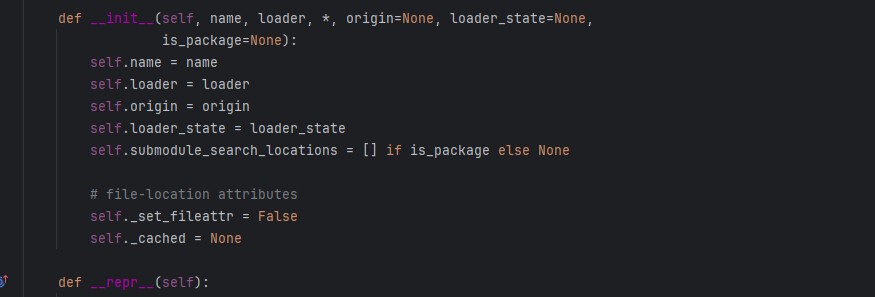 def __init__(self, name, loader, *, origin=None, loader_state=None,
             is_package=None):
    self.name = name
    self.loader = loader
    self.origin = origin
    self.loader_state = loader_state
    self.submodule_search_locations = [] if is_package else None

    # file-location attributes
    self._set_fileattr = False
    self._cached = None

def __repr__(self):